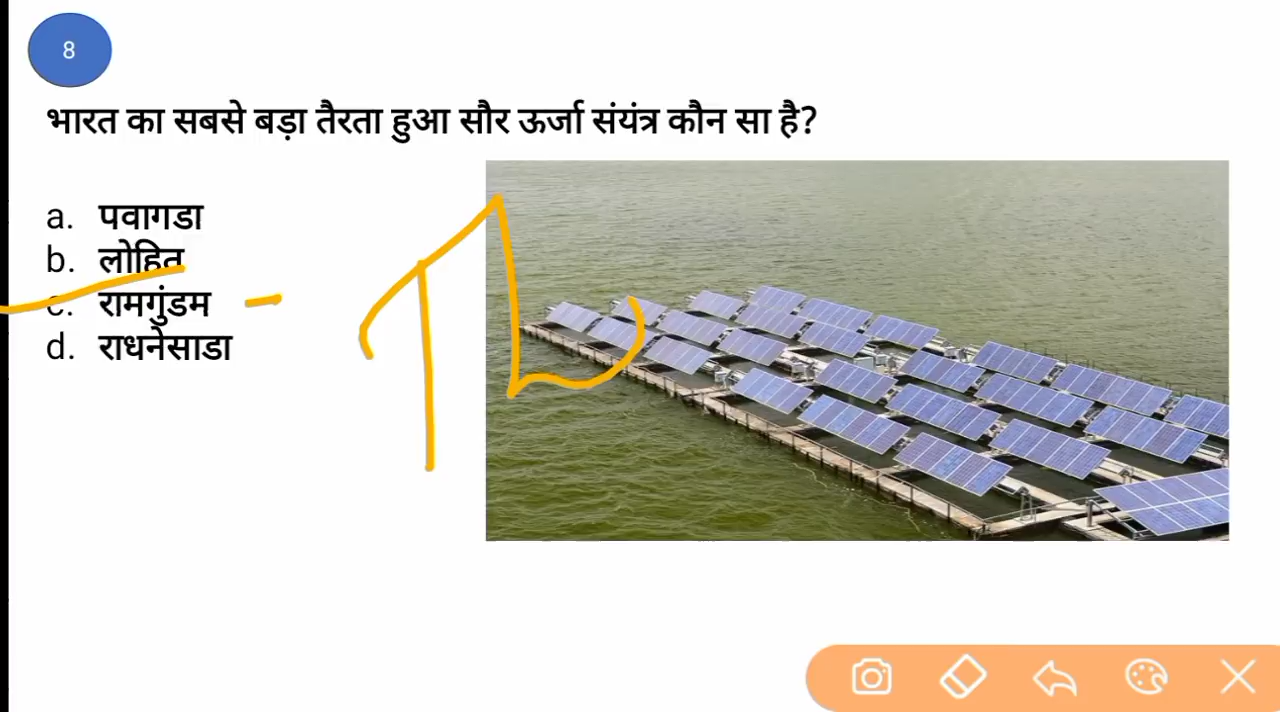 8
भारत का सबसे बड़ा तैरता हुआ सौर ऊर्जा संयंत्र कौन सा है?
a. पवागडा
b. लोहित
c. रामगुंडम -
d. राधनेसाडा